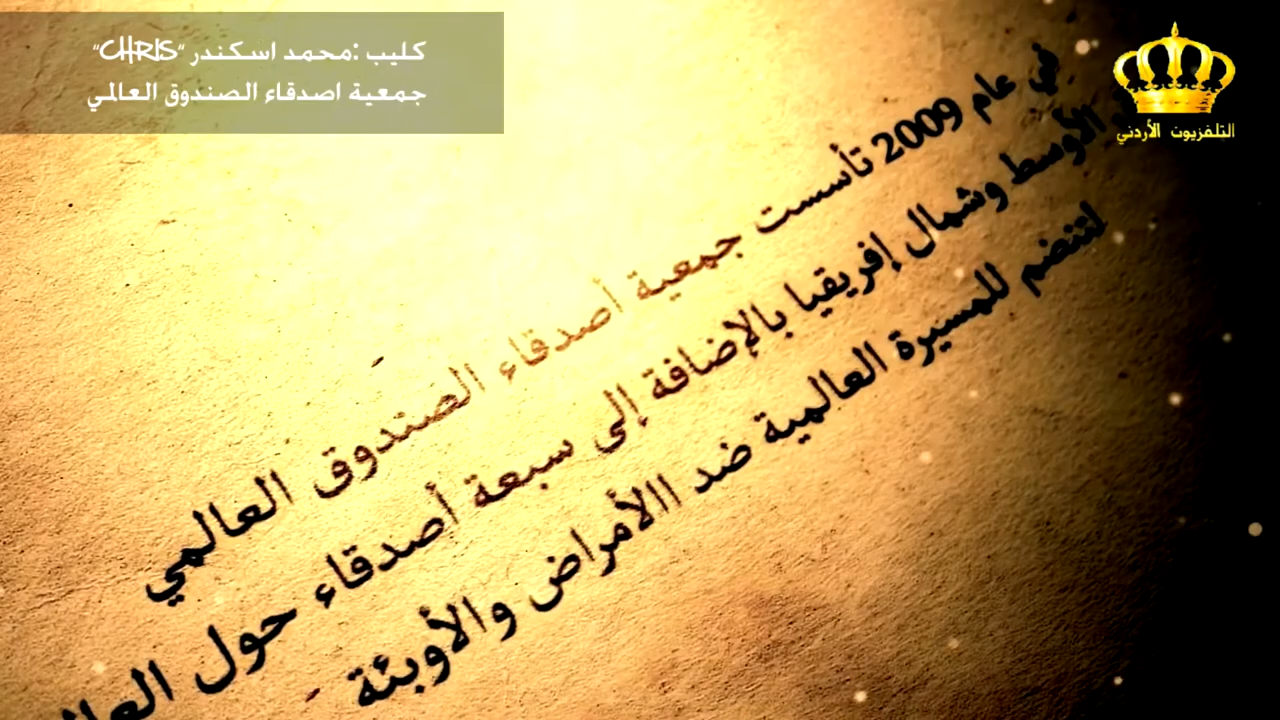 كليب :محمد اسكندر "CHRIS"
جمعية اصدقاء الصندوق العالمي
التلفزيون الأردني
في عام 2009 تأسست جمعية أصدقاء الصندوق العالمي
الأوسط وشمال إفريقيا بالإضافة إلى سبعة أصدقاء حول
لتنضم للمسيرة العالمية ضد االأمراض والأوبئة